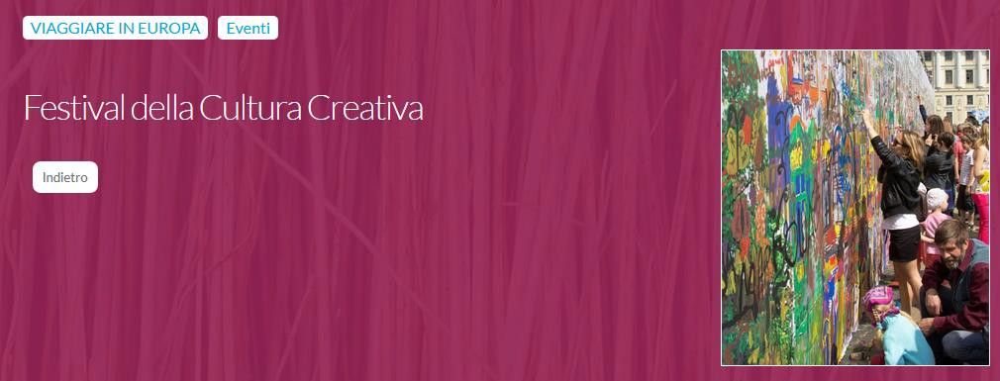 VIAGGIARE IN EUROPA Eventi
Festival della Cultura Creativa
Indietro